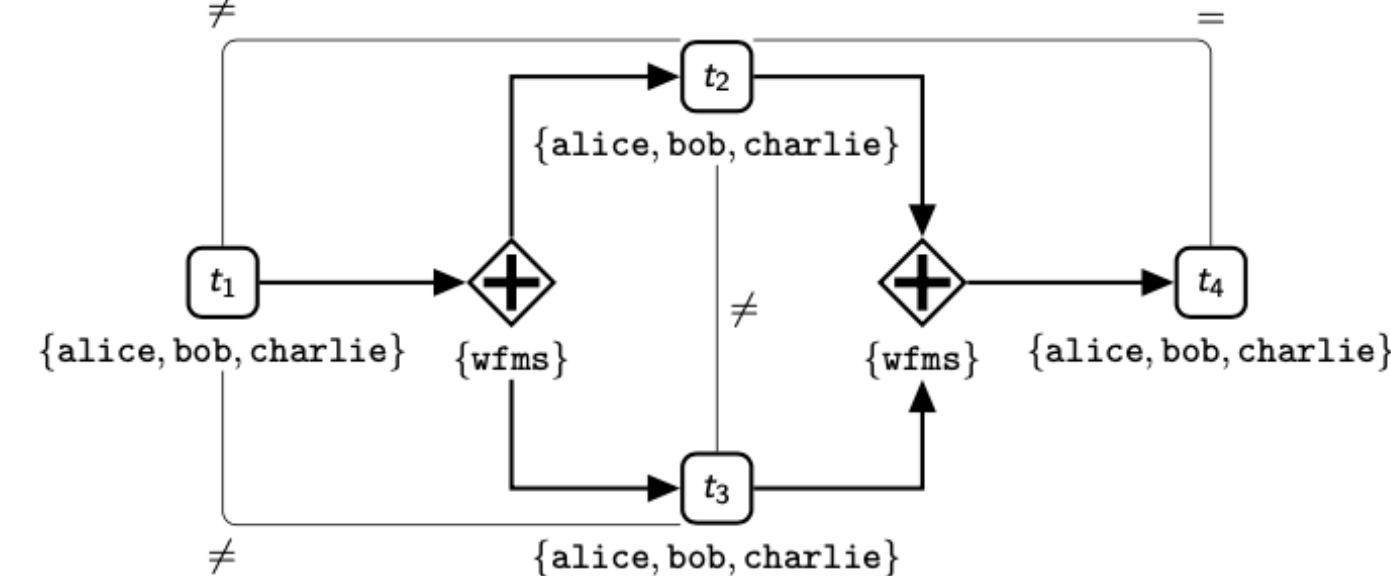 ≠ =
t₂
{alice, bob, charlie}
t₁ t₄
≠
{alice, bob, charlie} {wfms} {wfms} {alice, bob, charlie}
t₃
≠ {alice, bob, charlie}